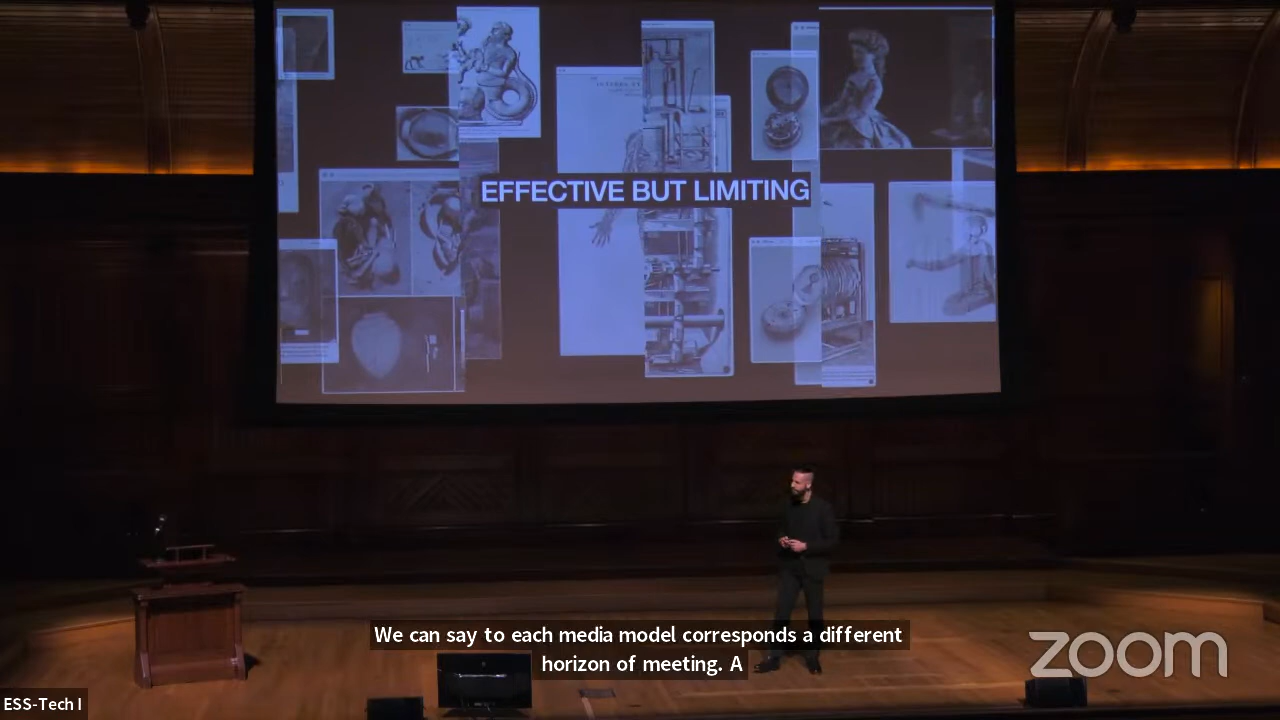 EFFECTIVE BUT LIMITING
We can say to each media model corresponds a different
horizon of meeting. A
zoom
ESS-Tech I